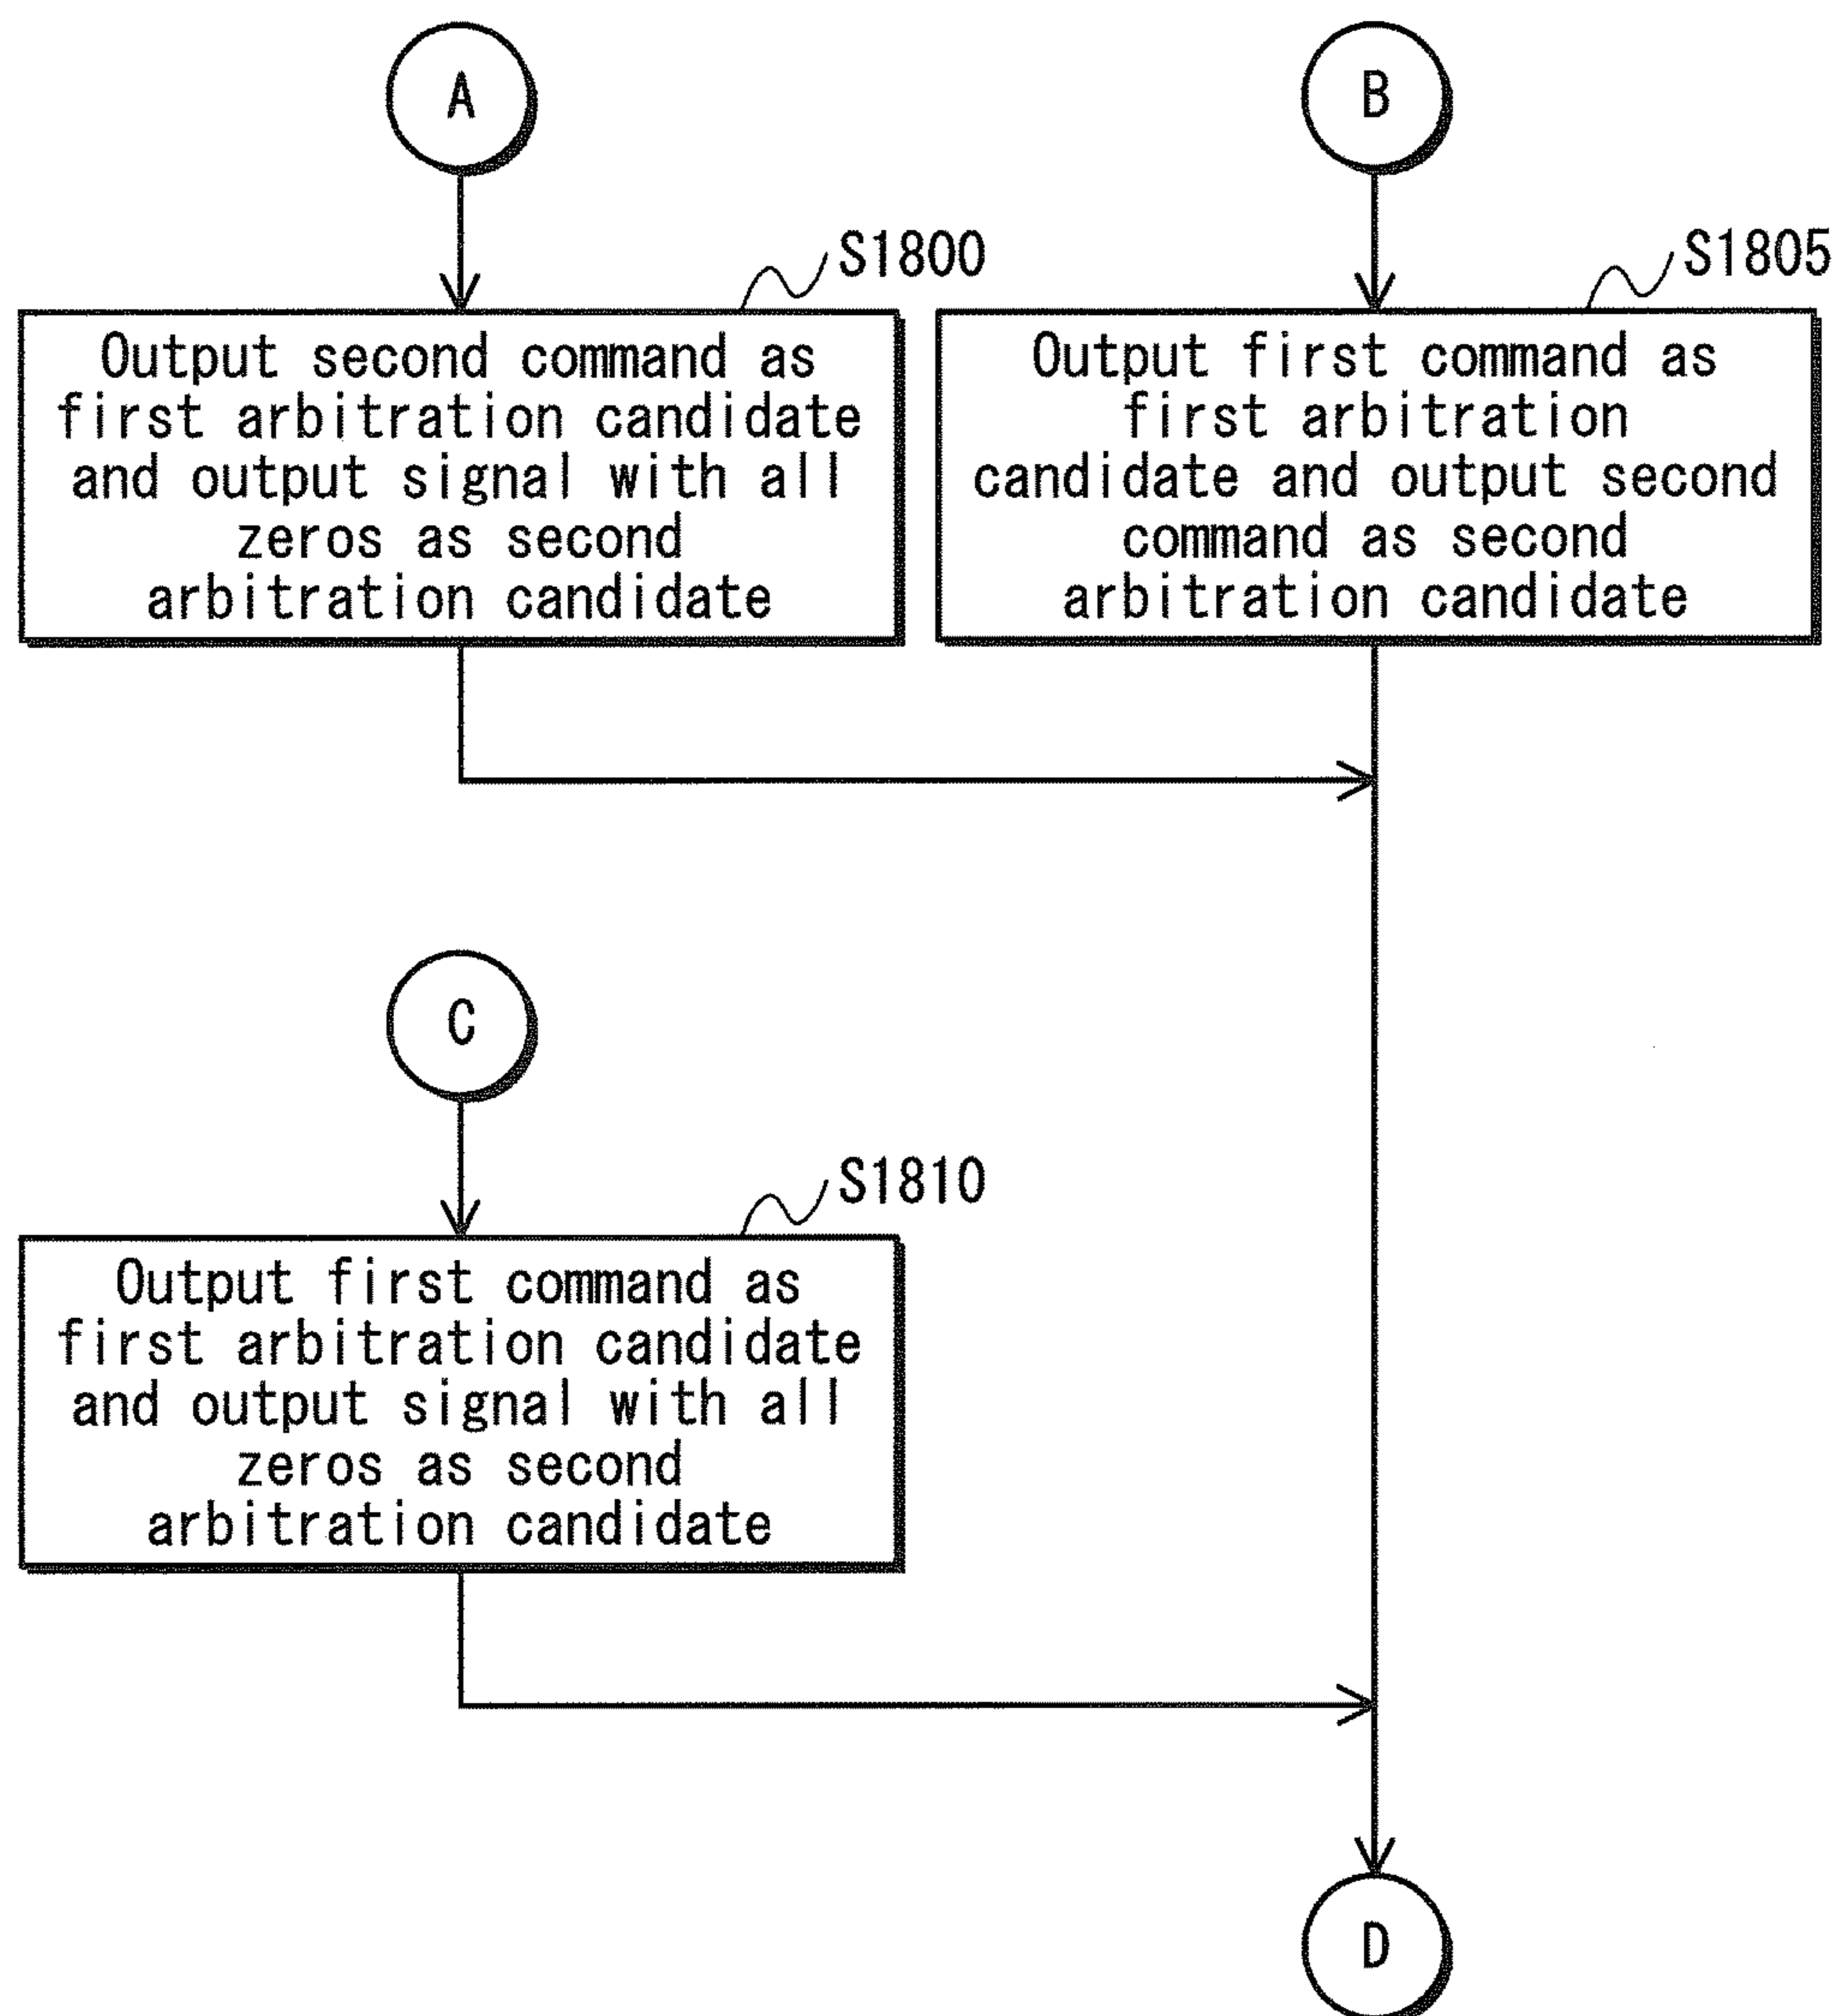 A
B
S1800
S1805
Output second command as
first arbitration candidate
and output signal with all
zeros as second
arbitration candidate
Output first command as
first arbitration
candidate and output second
command as second
arbitration candidate
C
S1810
Output first command as
first arbitration candidate
and output signal with all
zeros as second
arbitration candidate
D